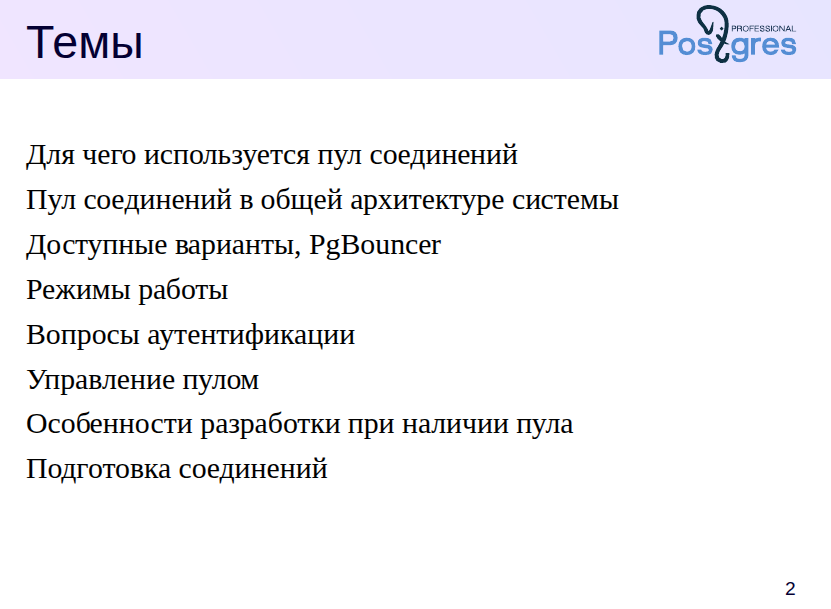 Темы
PROFESSIONAL
Postgres
Для чего используется пул соединений
Пул соединений в общей архитектуре системы
Доступные варианты, PgBouncer
Режимы работы
Вопросы аутентификации
Управление пулом
Особенности разработки при наличии пула
Подготовка соединений
2